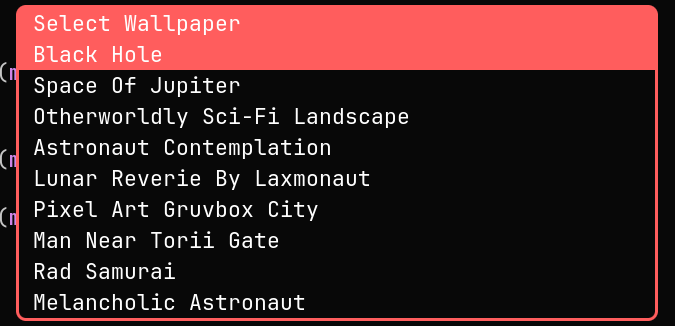 Select Wallpaper
Black Hole
Space Of Jupiter
Otherworldly Sci-Fi Landscape
Astronaut Contemplation
Lunar Reverie By Laxmonaut
Pixel Art Gruvbox City
Man Near Torii Gate
Rad Samurai
Melancholic Astronaut